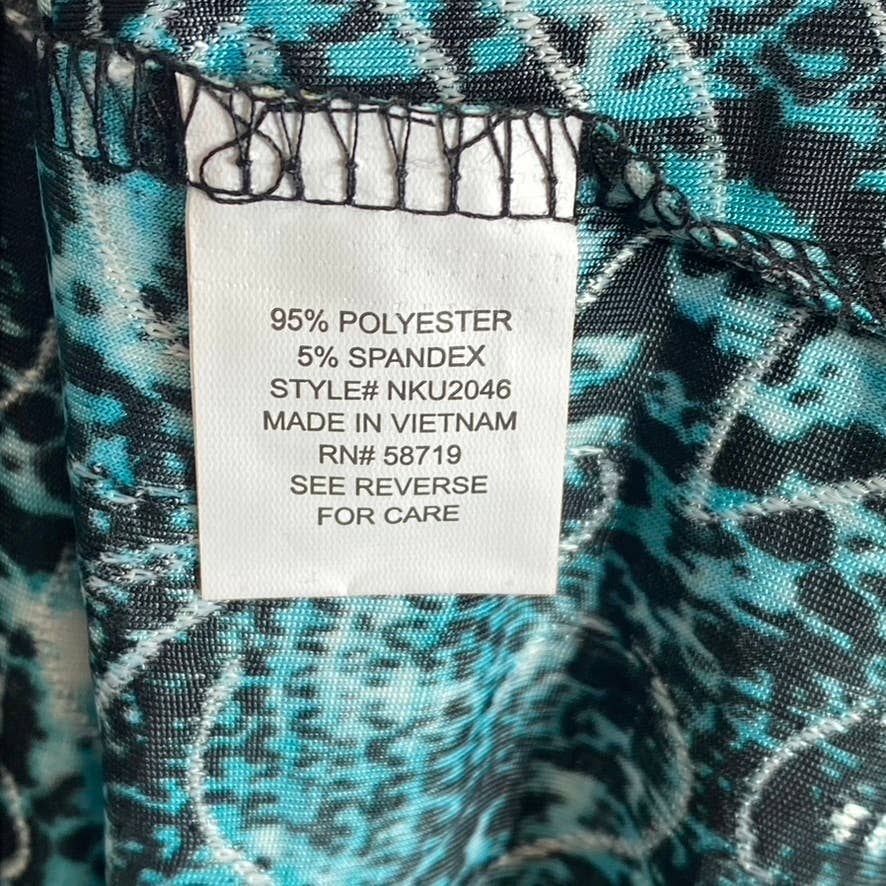 95% POLYESTER
5% SPANDEX
STYLE# NKU2046
MADE IN VIETNAM
RN# 58719
SEE REVERSE
FOR CARE